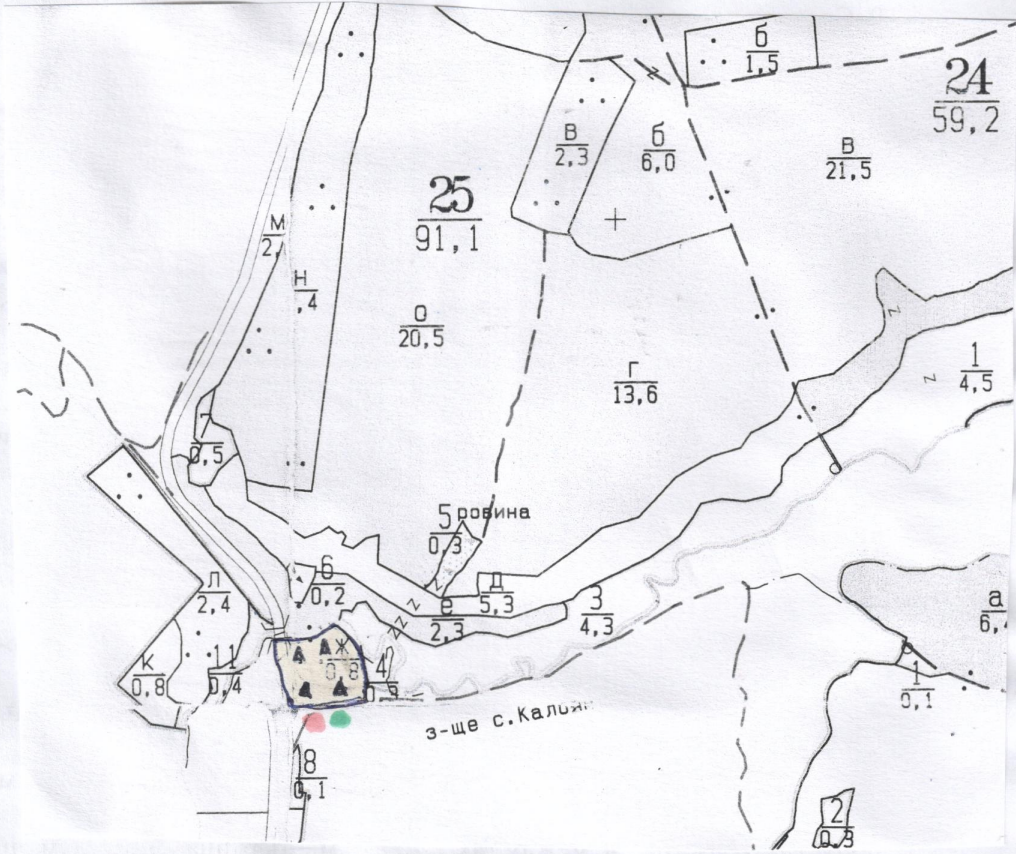 б
1,5
24
59,2
в
2,3
б
6,0
в
21,5
25
91,1
м
2,
н
,4
о
20,5
г
13,6
1
4,5
7
0,5
5 ровина
0,3
6
0,2
л
2,4
д
5,3
е
2,3
3
4,3
а
6,
ж
0,8
4
к
0,8
11
0,4
1
0,1
з-ще с.Калоян
8
0,1
2
0,3